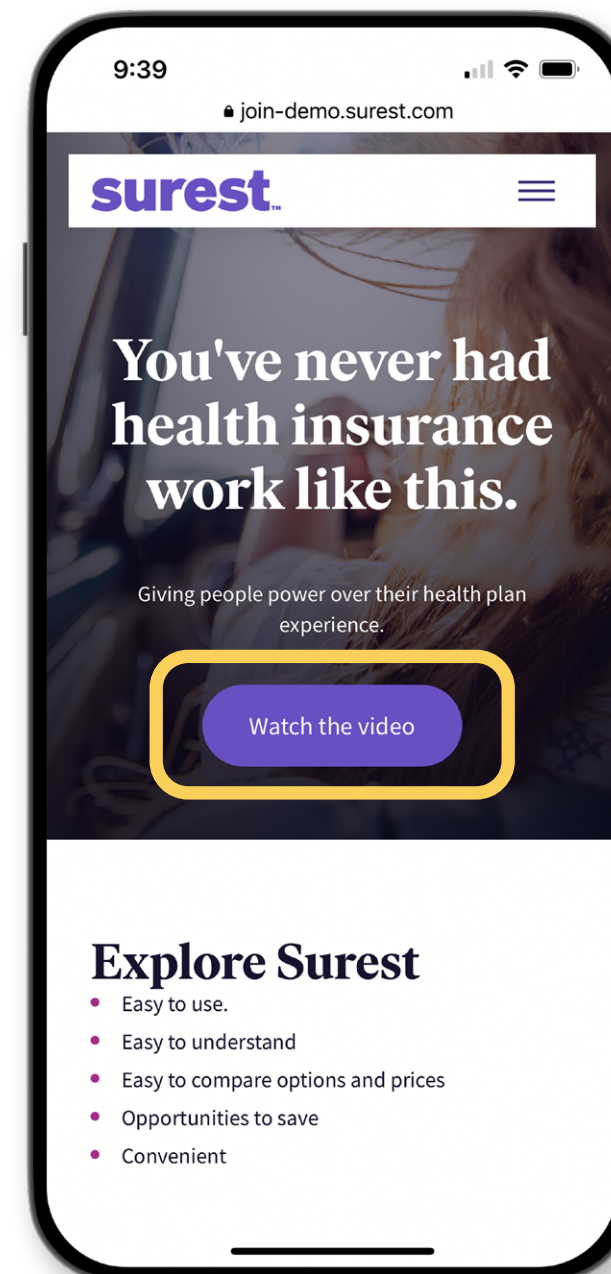 9:39
join-demo.surest.com
surest™
You've never had
health insurance
work like this.
Giving people power over their health plan
experience.
Watch the video
Explore Surest
• Easy to use.
• Easy to understand
• Easy to compare options and prices
• Opportunities to save
• Convenient